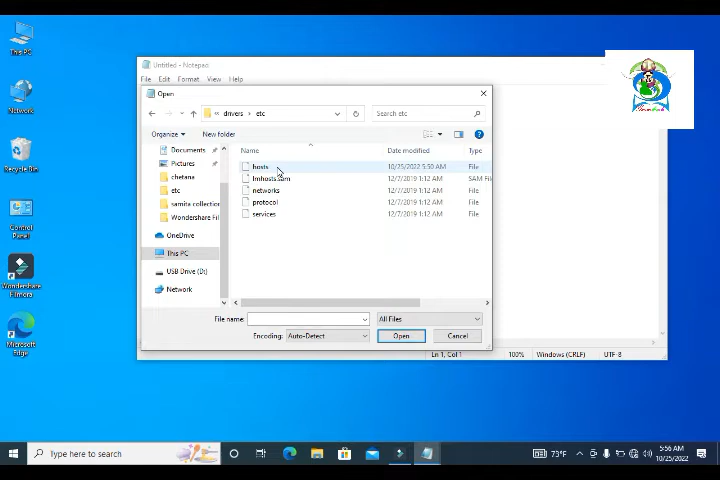 This PC
Network
Recycle Bin
Control
Panel
Wondershare
Filmora
Microsoft
Edge
Untitled - Notepad
File Edit Format View Help
Open
drivers › etc
Search etc
Organize
New folder
Name Date modified Type
Documents
Pictures
chetana
etc
samita collection
Wondershare Fil
OneDrive
This PC
USB Drive (D:)
Network
hosts 10/25/2022 5:50 AM File
lmhosts.sam 12/7/2019 1:12 AM SAM Fil
networks 12/7/2019 1:12 AM File
protocol 12/7/2019 1:12 AM File
services 12/7/2019 1:12 AM File
File name: All Files
Encoding: Auto-Detect Open Cancel
Ln 1, Col 1 100% Windows (CRLF) UTF-8
Type here to search
73°F
5:56 AM
10/25/2022